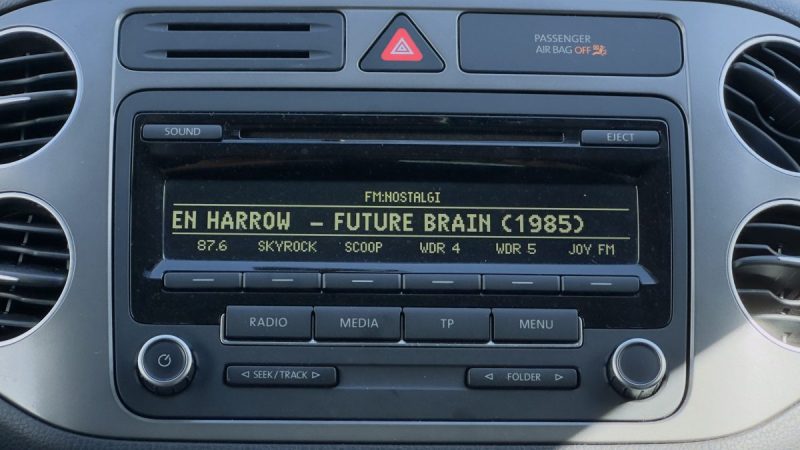 PASSENGER
AIR BAG OFF
SOUND
EJECT
FM:NOSTALGI
EN HARROW – FUTURE BRAIN (1985)
87.6 SKYROCK SCOOP WDR 4 WDR 5 JOY FM
RADIO MEDIA TP MENU
◁ SEEK / TRACK ▷
◁ FOLDER ▷